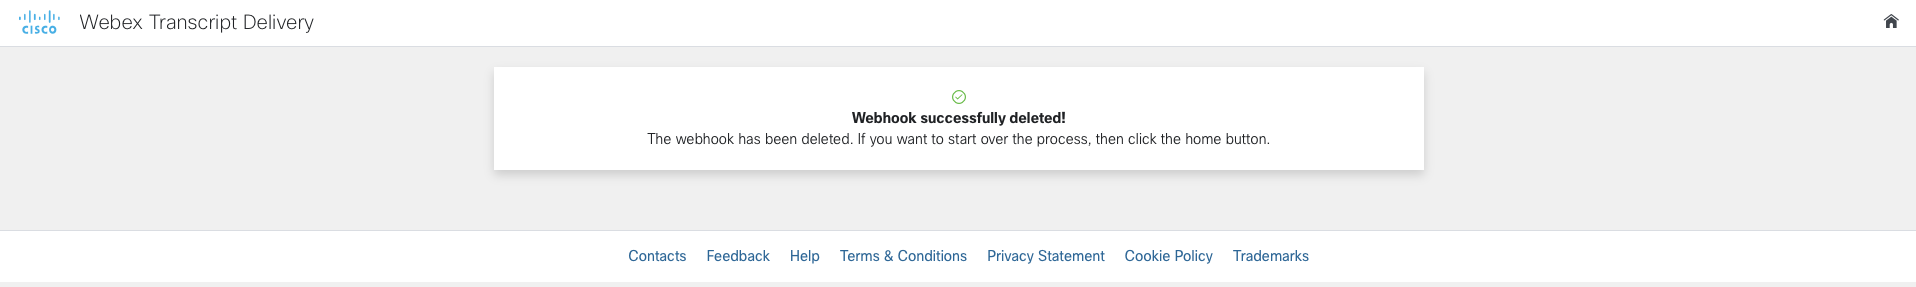 CISCO
Webex Transcript Delivery
Webhook successfully deleted!
The webhook has been deleted. If you want to start over the process, then click the home button.
Contacts Feedback Help Terms & Conditions Privacy Statement Cookie Policy Trademarks